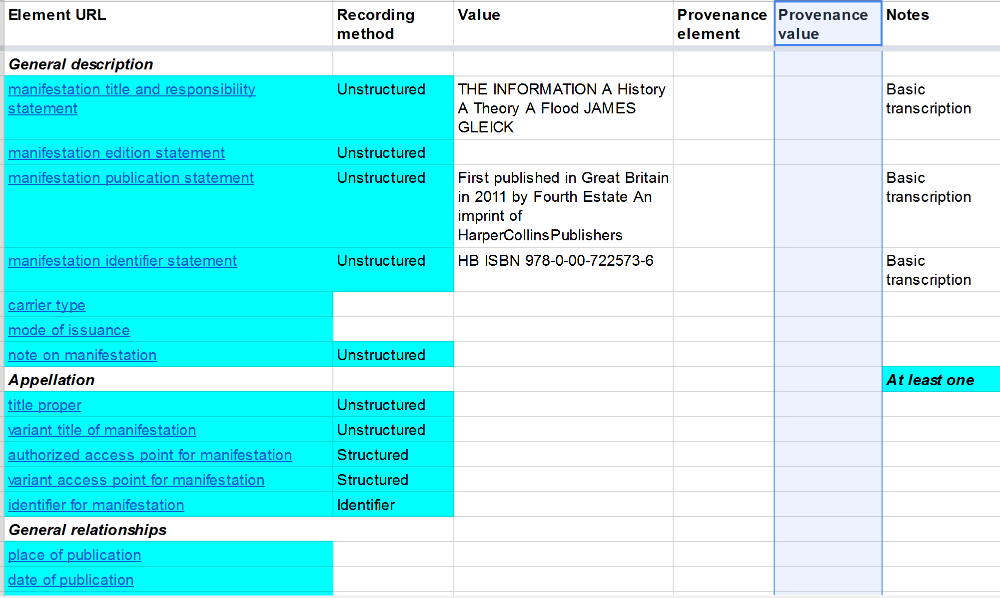 Element URL Recording method Value Provenance element Provenance value Notes
General description
manifestation title and responsibility statement Unstructured THE INFORMATION A History A Theory A Flood JAMES GLEICK Basic transcription
manifestation edition statement Unstructured
manifestation publication statement Unstructured First published in Great Britain in 2011 by Fourth Estate An imprint of HarperCollinsPublishers Basic transcription
manifestation identifier statement Unstructured HB ISBN 978-0-00-722573-6 Basic transcription
carrier type
mode of issuance
note on manifestation Unstructured
Appellation At least one
title proper Unstructured
variant title of manifestation Unstructured
authorized access point for manifestation Structured
variant access point for manifestation Structured
identifier for manifestation Identifier
General relationships
place of publication
date of publication